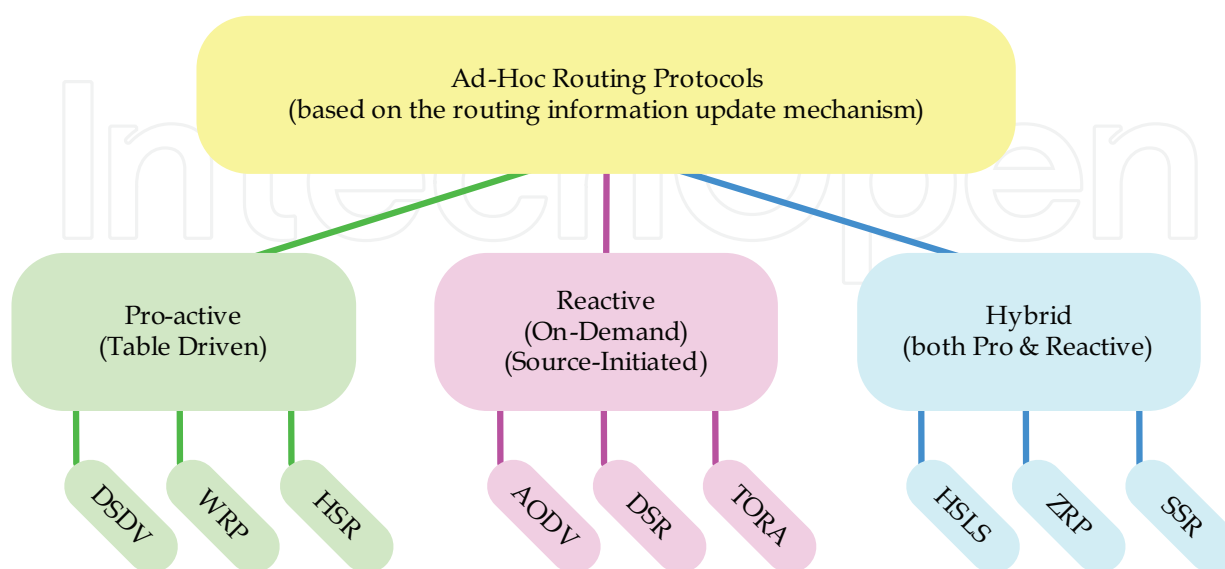 Ad-Hoc Routing Protocols
(based on the routing information update mechanism)
IntechOpen
Pro-active
(Table Driven)
Reactive
(On-Demand)
(Source-Initiated)
Hybrid
(both Pro & Reactive)
DSDV
WRP
HSR
AODV
DSR
TORA
HSLS
ZRP
SSR